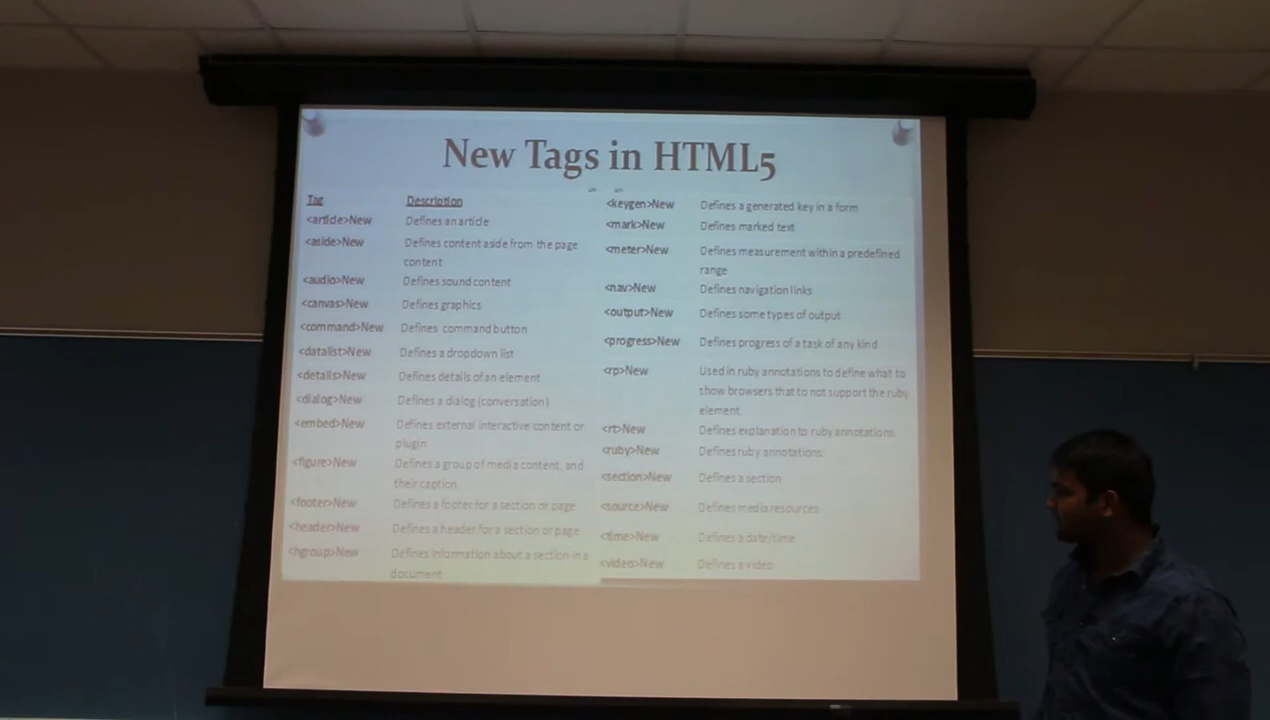 New Tags in HTML5
Tag Description
<article>New Defines an article
<aside>New Defines content aside from the page
content
<audio>New Defines sound content
<canvas>New Defines graphics
<command>New Defines command button
<datalist>New Defines a dropdown list
<details>New Defines details of an element
<dialog>New Defines a dialog (conversation)
<embed>New Defines external interactive content or
plugin
<figure>New Defines a group of media content, and
their caption
<footer>New Defines a footer for a section or page
<header>New Defines a header for a section or page
<hgroup>New Defines information about a section in a
document
<keygen>New Defines a generated key in a form
<mark>New Defines marked text
<meter>New Defines measurement within a predefined
range
<nav>New Defines navigation links
<output>New Defines some types of output
<progress>New Defines progress of a task of any kind
<rp>New Used in ruby annotations to define what to
show browsers that to not support the ruby
element.
<rt>New Defines explanation to ruby annotations.
<ruby>New Defines ruby annotations.
<section>New Defines a section
<source>New Defines media resources
<time>New Defines a date/time
<video>New Defines a video